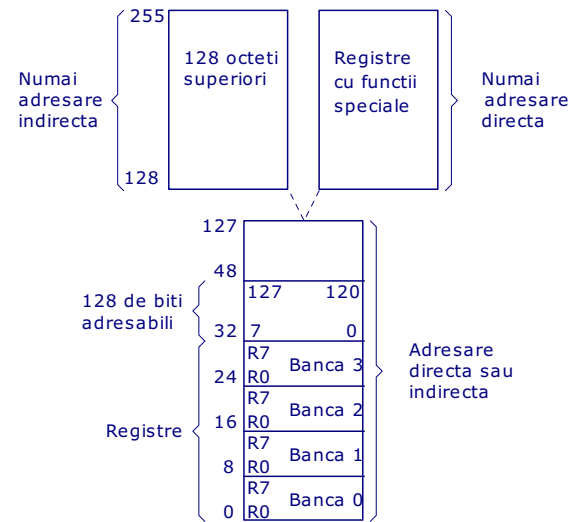 255
128 octeti
superiori
Numai
adresare
indirecta
128
Registre
cu functii
speciale
Numai
adresare
directa
127
48
127 120
128 de biti
adresabili
32
7 0
R7
Banca 3
24
R0
R7
Banca 2
16
R0
R7
Banca 1
8
R0
R7
Banca 0
0
R0
Registre
Adresare
directa sau
indirecta